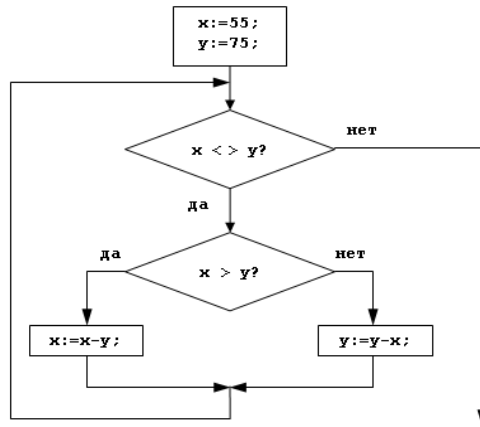 x:=55;
y:=75;
нет
x < > y?
да
да
x > y?
нет
x:=x-y;
y:=y-x;